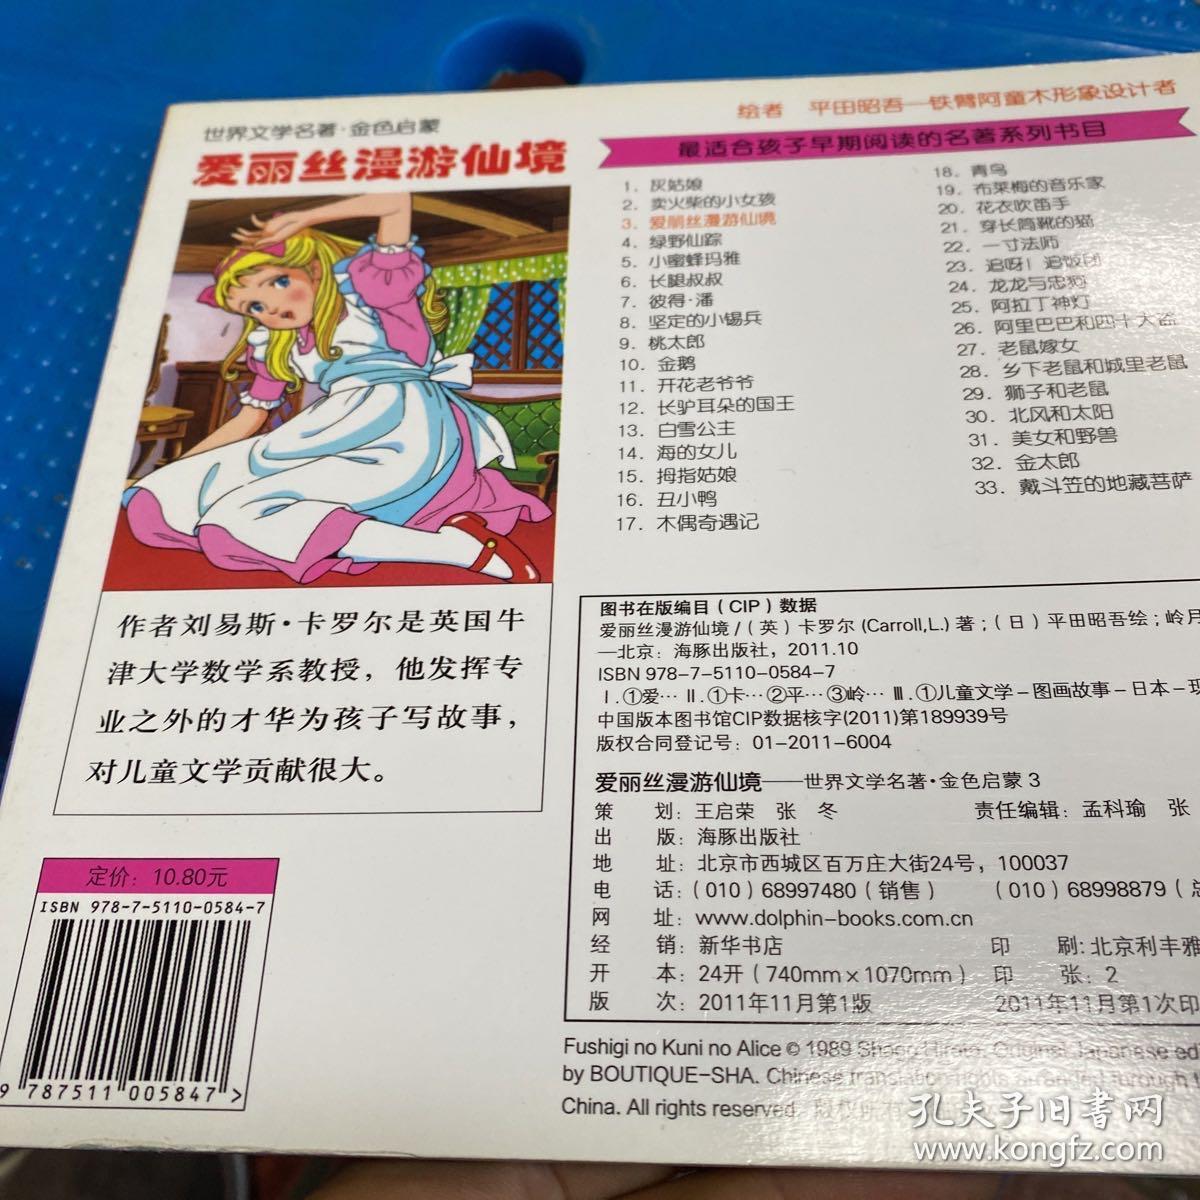 世界文学名著·金色启蒙
爱丽丝漫游仙境
绘者 平田昭吾—铁臂阿童木形象设计者
最适合孩子早期阅读的名著系列书目
1. 灰姑娘
2. 卖火柴的小女孩
3. 爱丽丝漫游仙境
4. 绿野仙踪
5. 小蜜蜂玛雅
6. 长腿叔叔
7. 彼得·潘
8. 坚定的小锡兵
9. 桃太郎
10. 金鹅
11. 开花老爷爷
12. 长驴耳朵的国王
13. 白雪公主
14. 海的女儿
15. 拇指姑娘
16. 丑小鸭
17. 木偶奇遇记
18. 青鸟
19. 布莱梅的音乐家
20. 花衣吹笛手
21. 穿长筒靴的猫
22. 一寸法师
23. 追呀！追饭团
24. 龙龙与忠狗
25. 阿拉丁神灯
26. 阿里巴巴和四十大盗
27. 老鼠嫁女
28. 乡下老鼠和城里老鼠
29. 狮子和老鼠
30. 北风和太阳
31. 美女和野兽
32. 金太郎
33. 戴斗笠的地藏菩萨
作者刘易斯·卡罗尔是英国牛
津大学数学系教授，他发挥专
业之外的才华为孩子写故事，
对儿童文学贡献很大。
图书在版编目（CIP）数据
爱丽丝漫游仙境 /（英）卡罗尔 (Carroll,L.) 著；（日）平田昭吾绘；岭月
—北京：海豚出版社，2011.10
ISBN 978-7-5110-0584-7
Ⅰ.①爱… Ⅱ.①卡…②平…③岭… Ⅲ.①儿童文学－图画故事－日本－现
中国版本图书馆CIP数据核字(2011)第189939号
版权合同登记号：01-2011-6004
爱丽丝漫游仙境——世界文学名著·金色启蒙 3
策 划：王启荣 张 冬 责任编辑：孟科瑜 张
出 版：海豚出版社
地 址：北京市西城区百万庄大街24号，100037
电 话：（010）68997480（销售） （010）68998879（总
网 址：www.dolphin-books.com.cn
经 销：新华书店 印 刷：北京利丰雅
开 本：24开（740mm×1070mm） 印 张：2
版 次：2011年11月第1版 2011年11月第1次印
Fushigi no Kuni no Alice © 1989 Shogo Hirata. Original Japanese edi
by BOUTIQUE-SHA. Chinese translation rights arranged through
China. All rights reserved. 版权所有
定价：10.80元
ISBN 978-7-5110-0584-7
9 787511 005847 >
孔夫子旧书网
www.kongfz.com